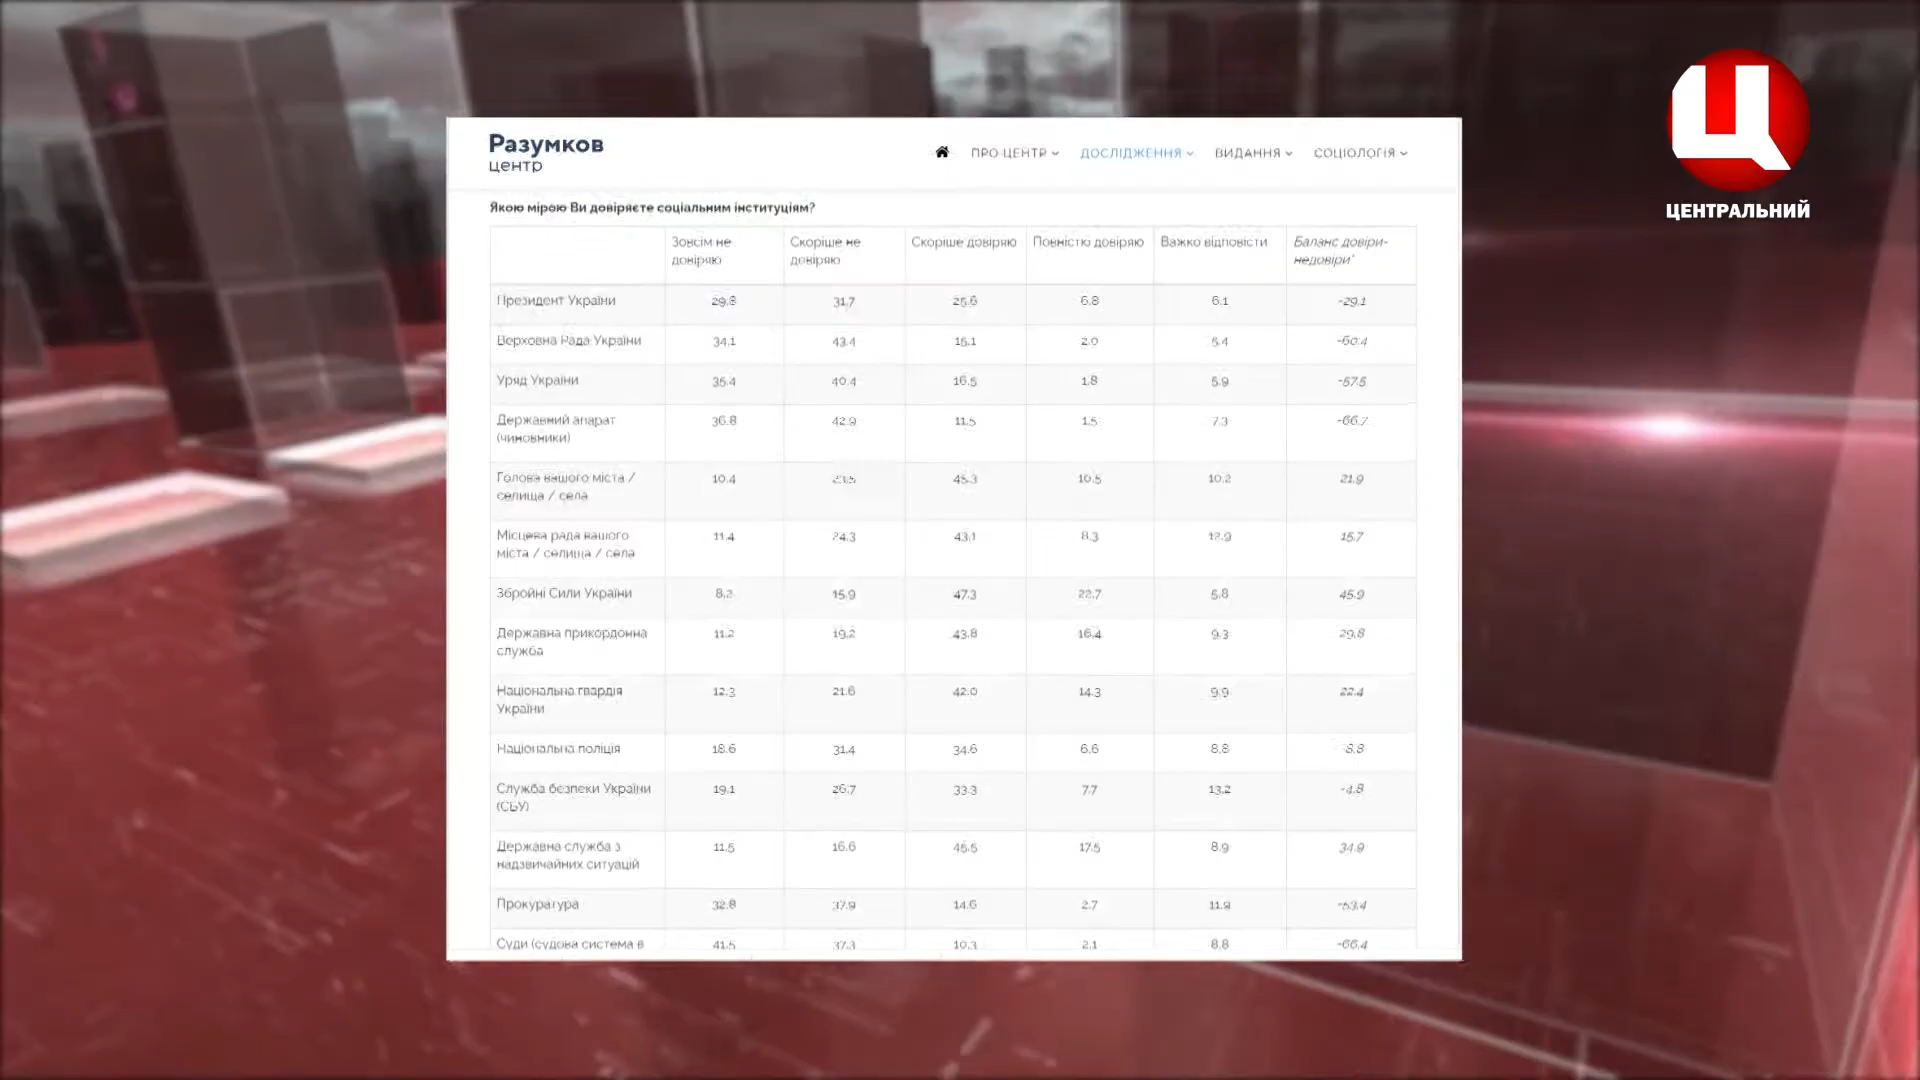 Ц
ЦЕНТРАЛЬНИЙ
Разумков
центр
ПРО ЦЕНТР ДОСЛІДЖЕННЯ ВИДАННЯ СОЦІОЛОГІЯ
Якою мірою Ви довіряєте соціальним інституціям?
Зовсім не довіряю Скоріше не довіряю Скоріше довіряю Повністю довіряю Важко відповісти Баланс довіри-недовіри*
Президент України 29.8 31.7 25.6 6.8 6.1 -29.1
Верховна Рада України 34.1 43.4 15.1 2.0 5.4 -60.4
Уряд України 35.4 40.4 16.5 1.8 5.9 -57.5
Державний апарат (чиновники) 36.8 42.9 11.5 1.5 7.3 -66.7
Голова вашого міста / селища / села 10.4 23.5 45.3 10.5 10.2 21.9
Місцева рада вашого міста / селища / села 11.4 24.3 43.1 8.3 12.9 15.7
Збройні Сили України 8.2 15.9 47.3 22.7 5.8 45.9
Державна прикордонна служба 11.2 19.2 43.8 16.4 9.3 29.8
Національна гвардія України 12.3 21.6 42.0 14.3 9.9 22.4
Національна поліція 18.6 31.4 34.6 6.6 8.8 -8.8
Служба безпеки України (СБУ) 19.1 26.7 33.3 7.7 13.2 -4.8
Державна служба з надзвичайних ситуацій 11.5 16.6 45.5 17.5 8.9 34.9
Прокуратура 32.8 37.9 14.6 2.7 11.9 -53.4
Суди (судова система в 41.5 37.3 10.3 2.1 8.8 -66.4